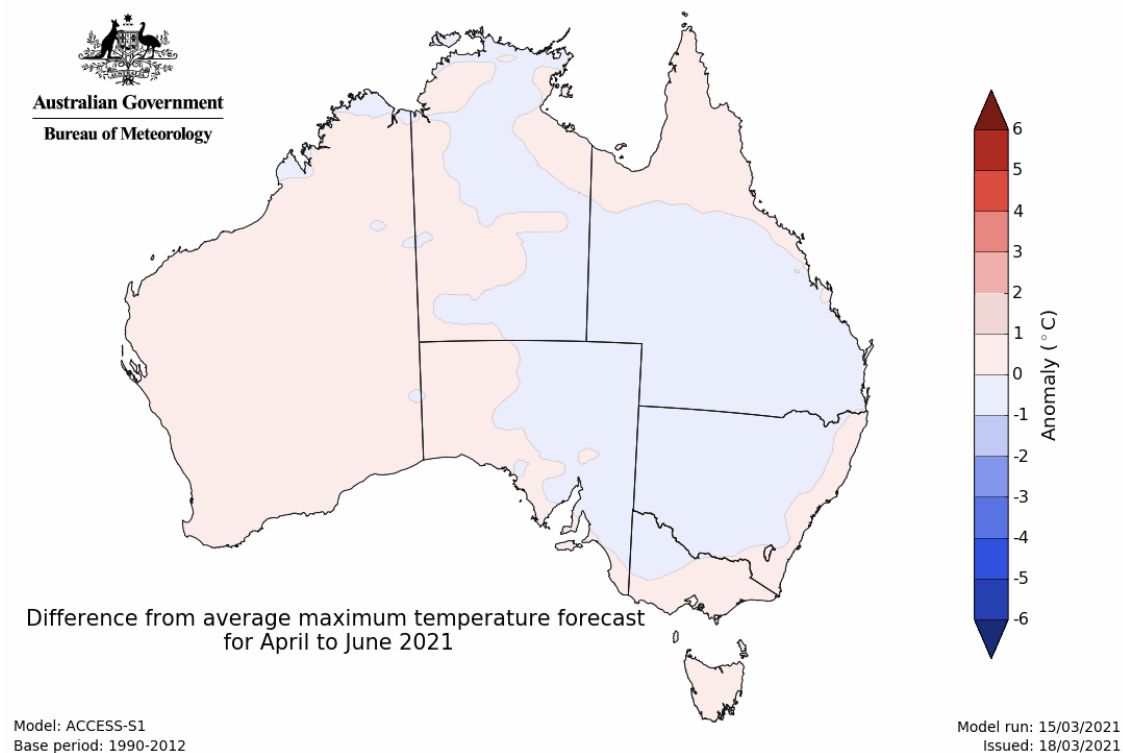 Australian Government
Bureau of Meteorology
6
5
4
3
2
1
0
-1
-2
-3
-4
-5
-6
Anomaly (°C)
Difference from average maximum temperature forecast
for April to June 2021
Model: ACCESS-S1
Base period: 1990-2012
Model run: 15/03/2021
Issued: 18/03/2021